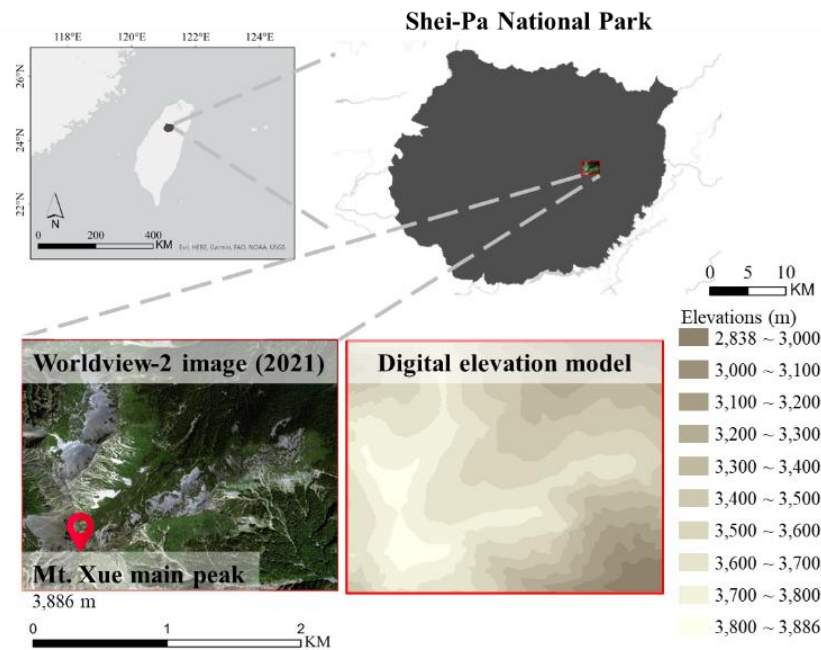 Shei-Pa National Park
118°E 120°E 122°E 124°E
26°N
24°N
22°N
N
0 200 400
KM
Esri, HERE, Garmin, FAO, NOAA, USGS
0 5 10
KM
Elevations (m)
2,838 ~ 3,000
3,000 ~ 3,100
3,100 ~ 3,200
3,200 ~ 3,300
3,300 ~ 3,400
3,400 ~ 3,500
3,500 ~ 3,600
3,600 ~ 3,700
3,700 ~ 3,800
3,800 ~ 3,886
Worldview-2 image (2021)
Digital elevation model
Mt. Xue main peak
3,886 m
0 1 2
KM